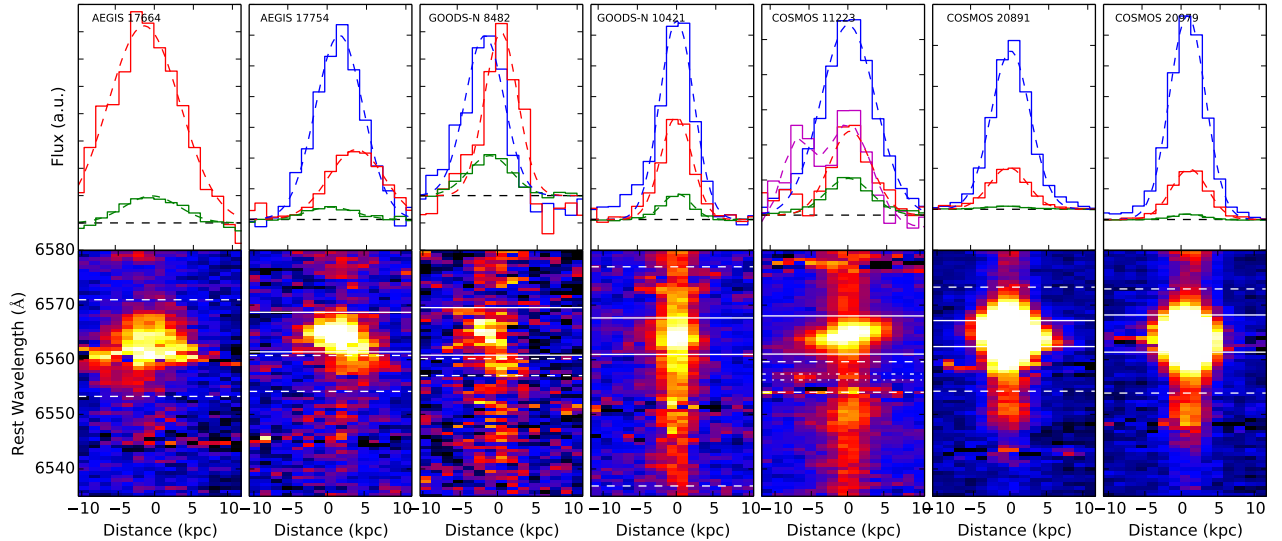 AEGIS 17664 AEGIS 17754 GOODS-N 8482 GOODS-N 10421 COSMOS 11223 COSMOS 20891 COSMOS 20979
Flux (a.u.)
6580
6570
6560
6550
6540
Rest Wavelength (Å)
−10 −5 0 5 10 −10 −5 0 5 10 −10 −5 0 5 10 −10 −5 0 5 10 −10 −5 0 5 10 −10 −5 0 5 10 −10 −5 0 5 10
Distance (kpc) Distance (kpc) Distance (kpc) Distance (kpc) Distance (kpc) Distance (kpc) Distance (kpc)